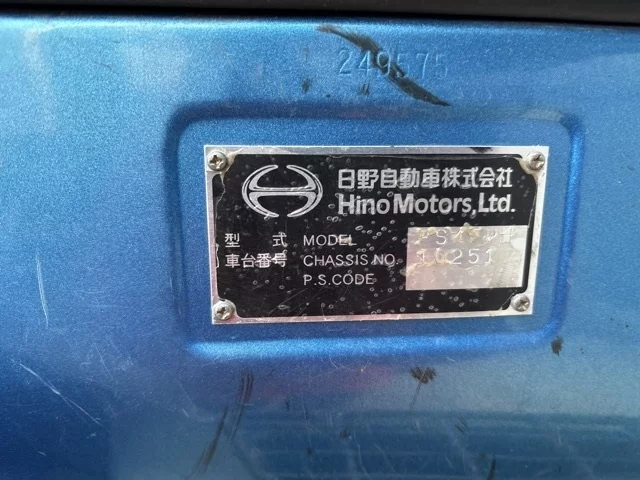 249575
日野自動車株式会社
Hino Motors, Ltd.
型 式 MODEL
車台番号 CHASSIS NO. 10251
P.S.CODE